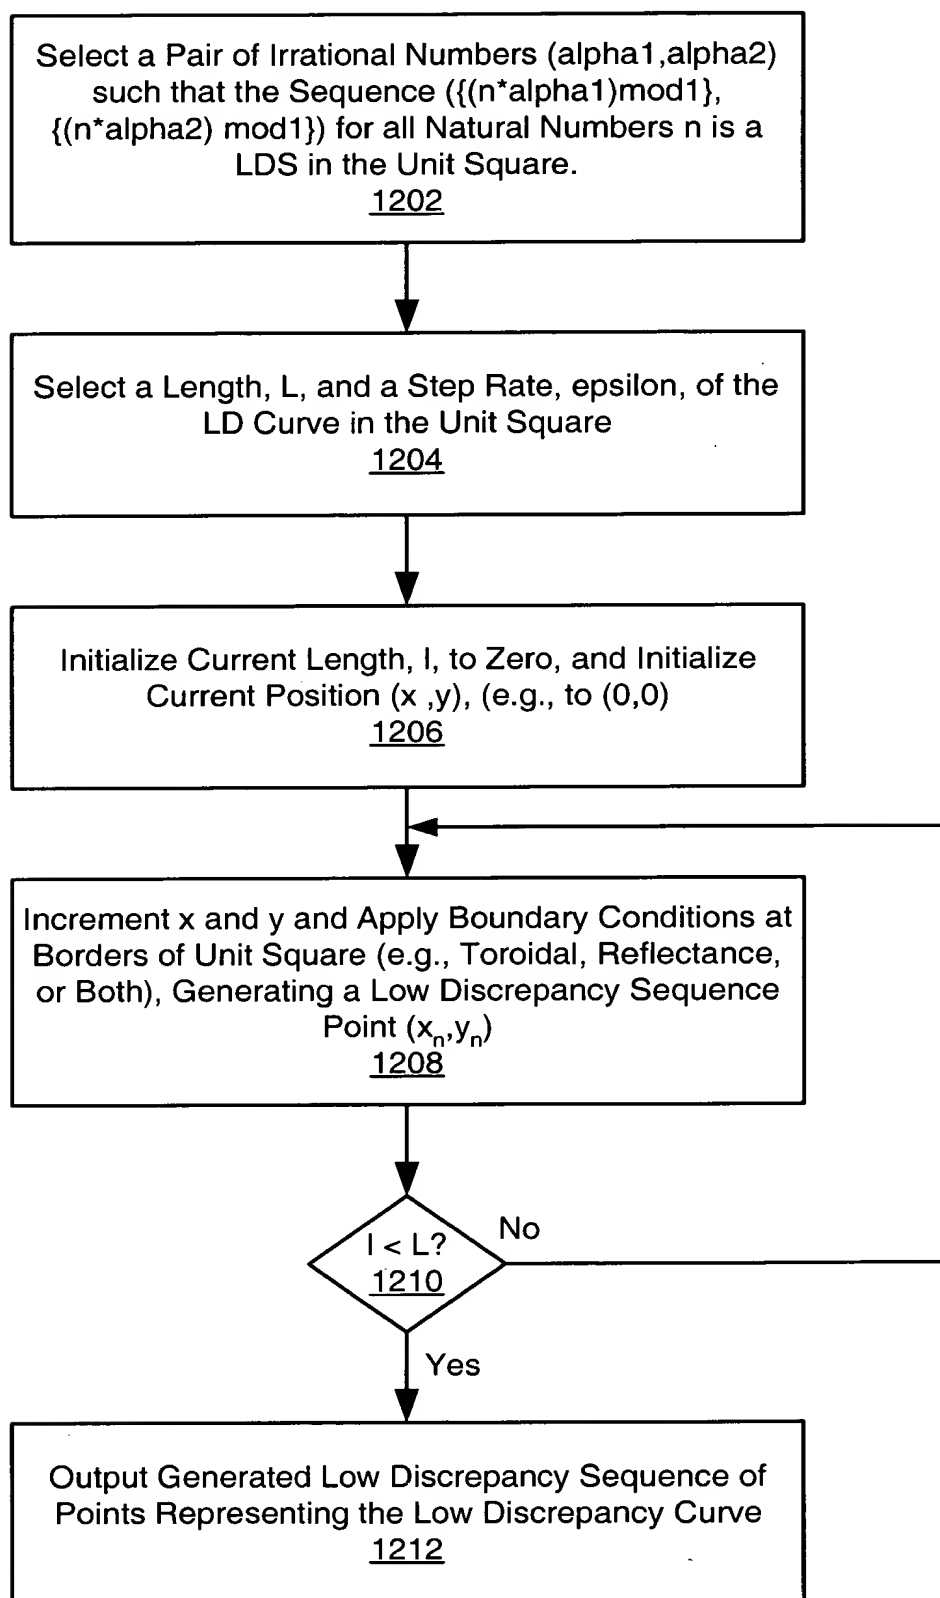 Select a Pair of Irrational Numbers (alpha1,alpha2)
such that the Sequence ({(n*alpha1)mod1},
{(n*alpha2) mod1}) for all Natural Numbers n is a
LDS in the Unit Square.
1202
Select a Length, L, and a Step Rate, epsilon, of the
LD Curve in the Unit Square
1204
Initialize Current Length, l, to Zero, and Initialize
Current Position (x ,y), (e.g., to (0,0)
1206
Increment x and y and Apply Boundary Conditions at
Borders of Unit Square (e.g., Toroidal, Reflectance,
or Both), Generating a Low Discrepancy Sequence
Point (xn,yn)
1208
No
l < L?
1210
Yes
Output Generated Low Discrepancy Sequence of
Points Representing the Low Discrepancy Curve
1212